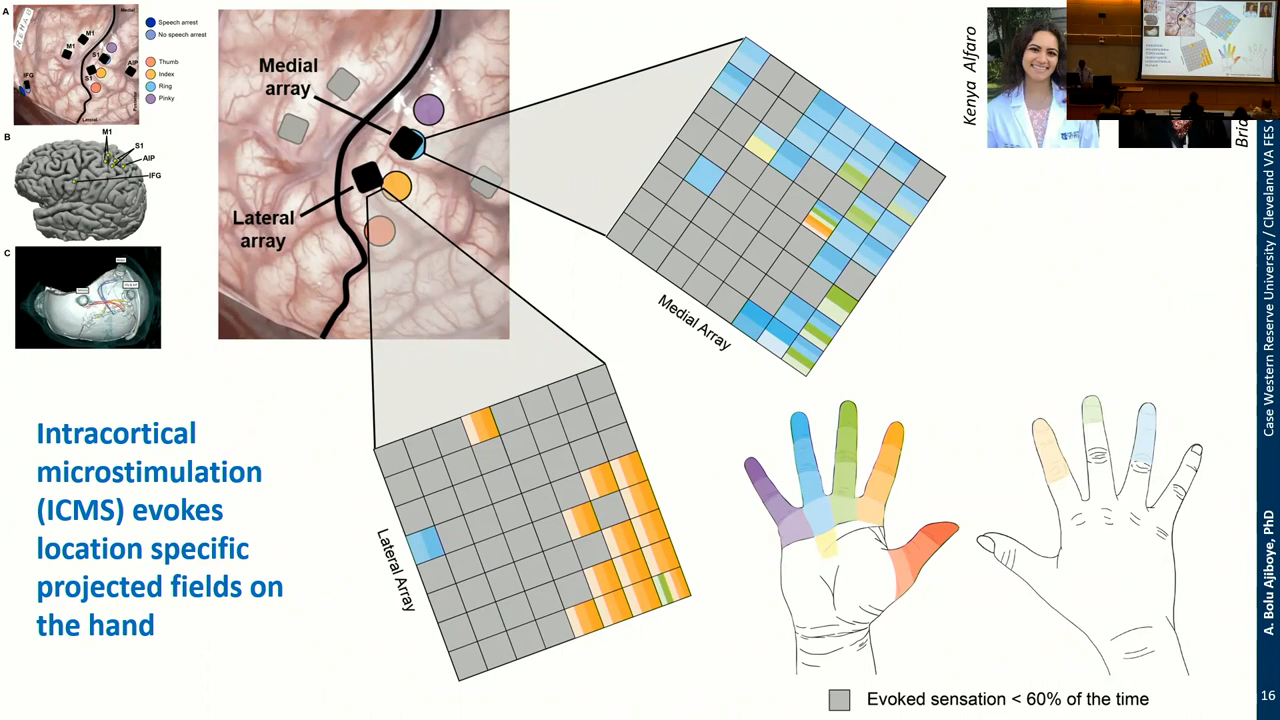 A
REHAB
Medial
M1
M1
S1
S1
AIP
IFG
Lateral
Speech arrest
No speech arrest
Thumb
Index
Ring
Pinky
B
M1
S1
AIP
IFG
C
Medial
array
Lateral
array
Medial Array
Lateral Array
Intracortical
microstimulation
(ICMS) evokes
location specific
projected fields on
the hand
Evoked sensation < 60% of the time
Kenya Alfaro
Case Western Reserve University / Cleveland VA FES
A. Bolu Ajiboye, PhD
16